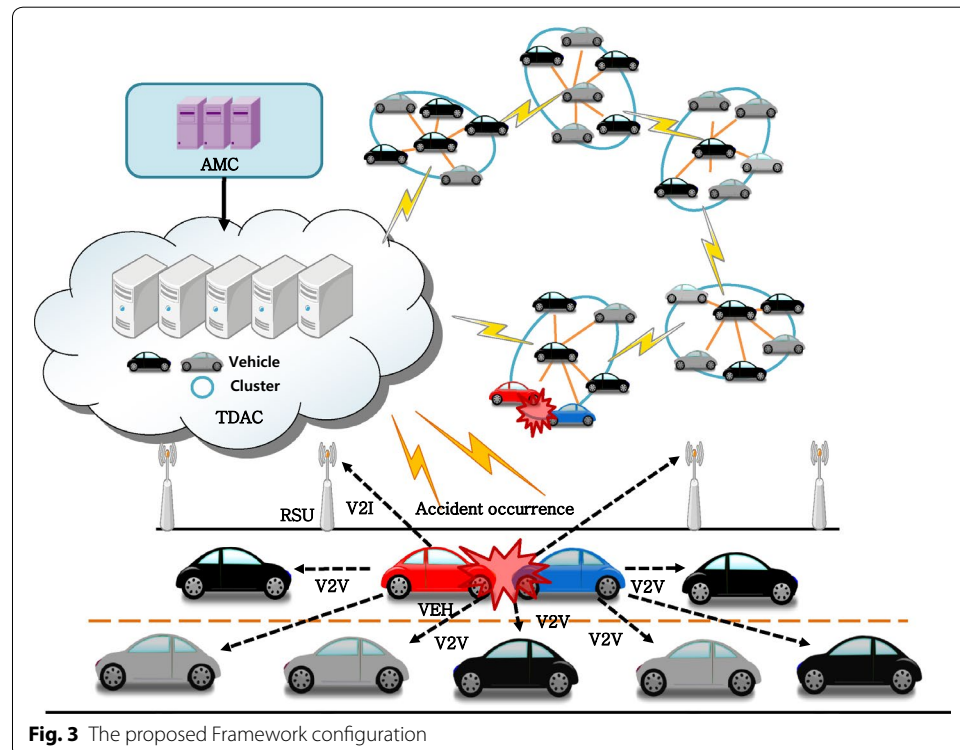 AMC
Vehicle
Cluster
TDAC
RSU
V2I
Accident occurrence
V2V
VEH
V2V
V2V
V2V
V2V
Fig. 3 The proposed Framework configuration